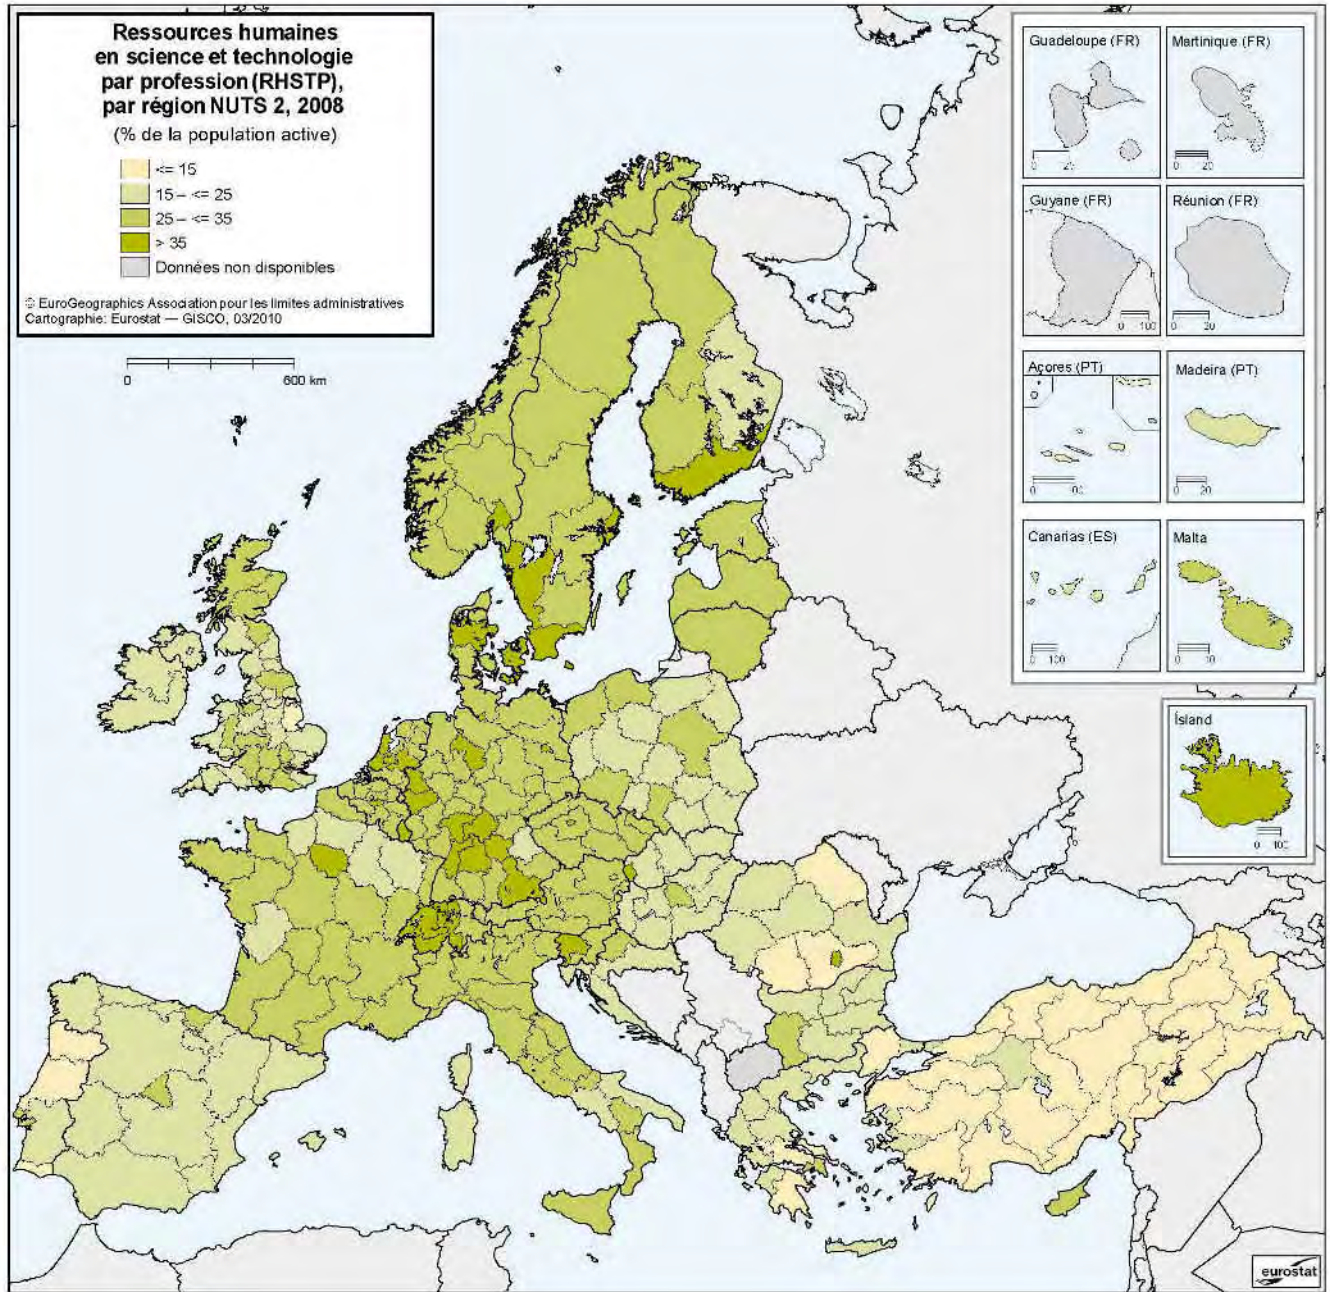 Ressources humaines
en science et technologie
par profession (RHSTP),
par région NUTS 2, 2008
(% de la population active)
<= 15
15 – <= 25
25 – <= 35
> 35
Données non disponibles
© EuroGeographics Association pour les limites administratives
Cartographie: Eurostat — GISCO, 03/2010
0 600 km
Guadeloupe (FR)
0
Martinique (FR)
0 20
Guyane (FR)
0 100
Réunion (FR)
0 20
Açores (PT)
0
Madeira (PT)
0 20
Canarias (ES)
0 100
Malta
0 10
Ísland
0 100
eurostat